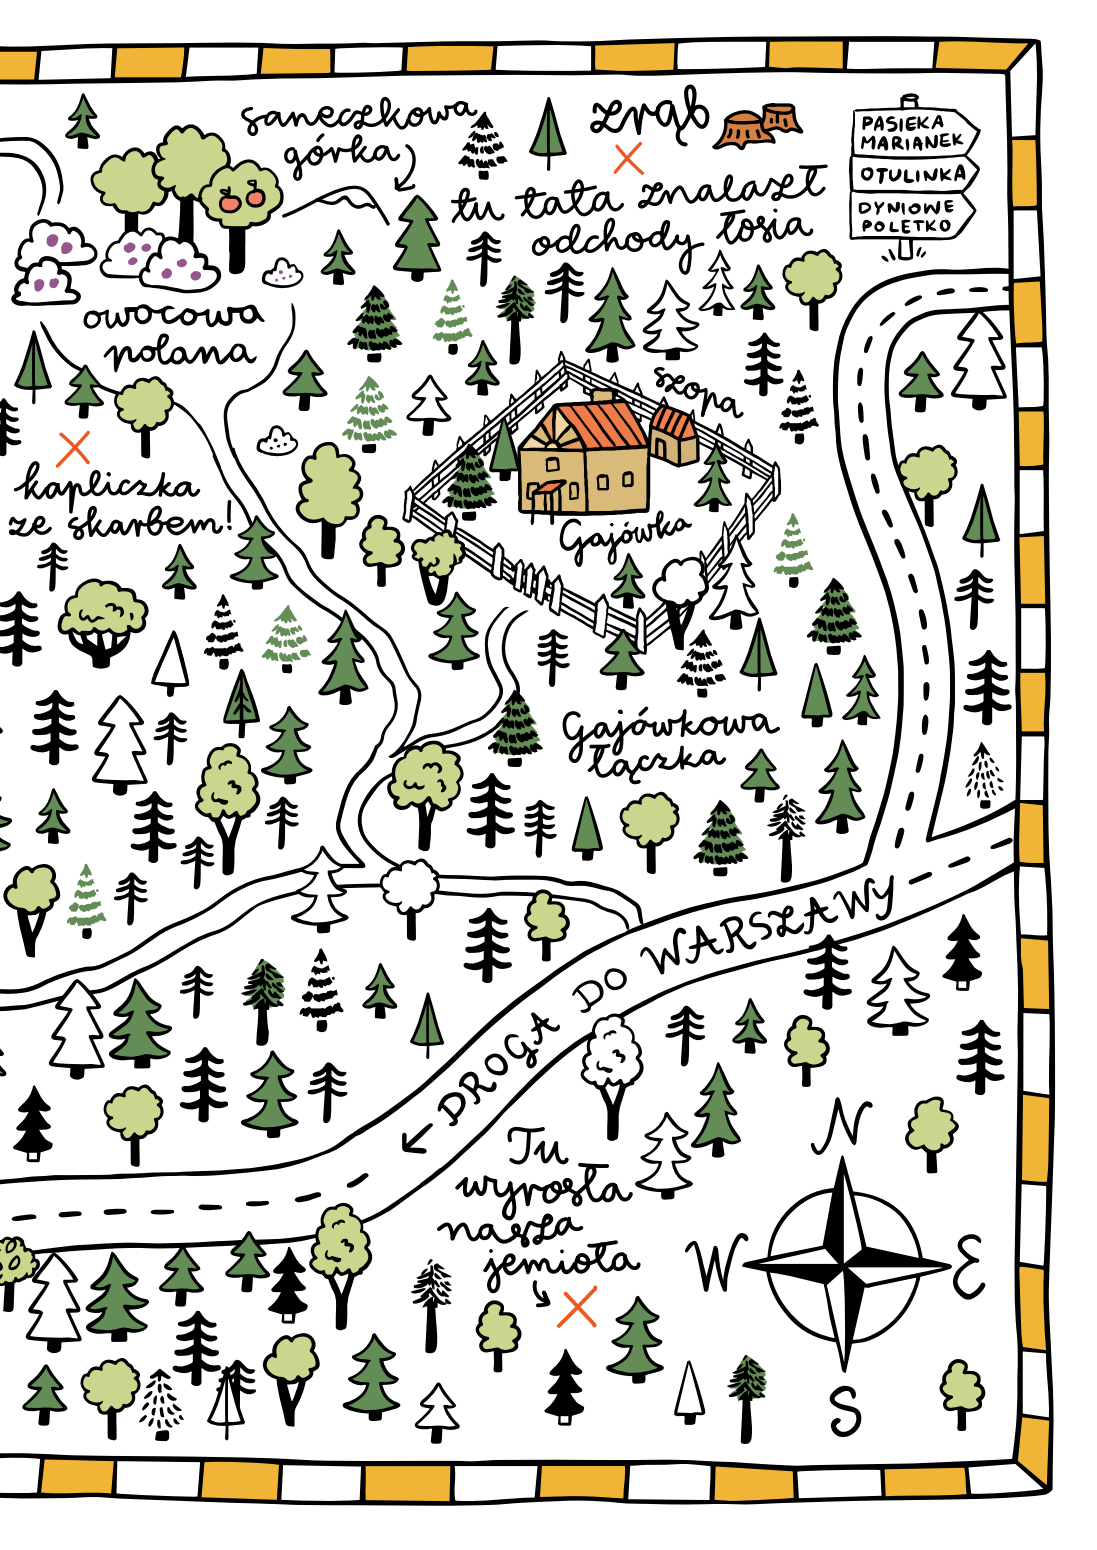 saneczkowa
górka
zrąb
tu tata znalazł
odchody łosia
PASIEKA
MARIANEK
OTULINKA
DYNIOWE
POLETKO
owocowa
polana
szopa
kapliczka
ze skarbem!
Gajówka
Gajówkowa
łączka
DROGA DO WARSZAWY
Tu
wyrosła
nasza
jemioła
N
W
E
S